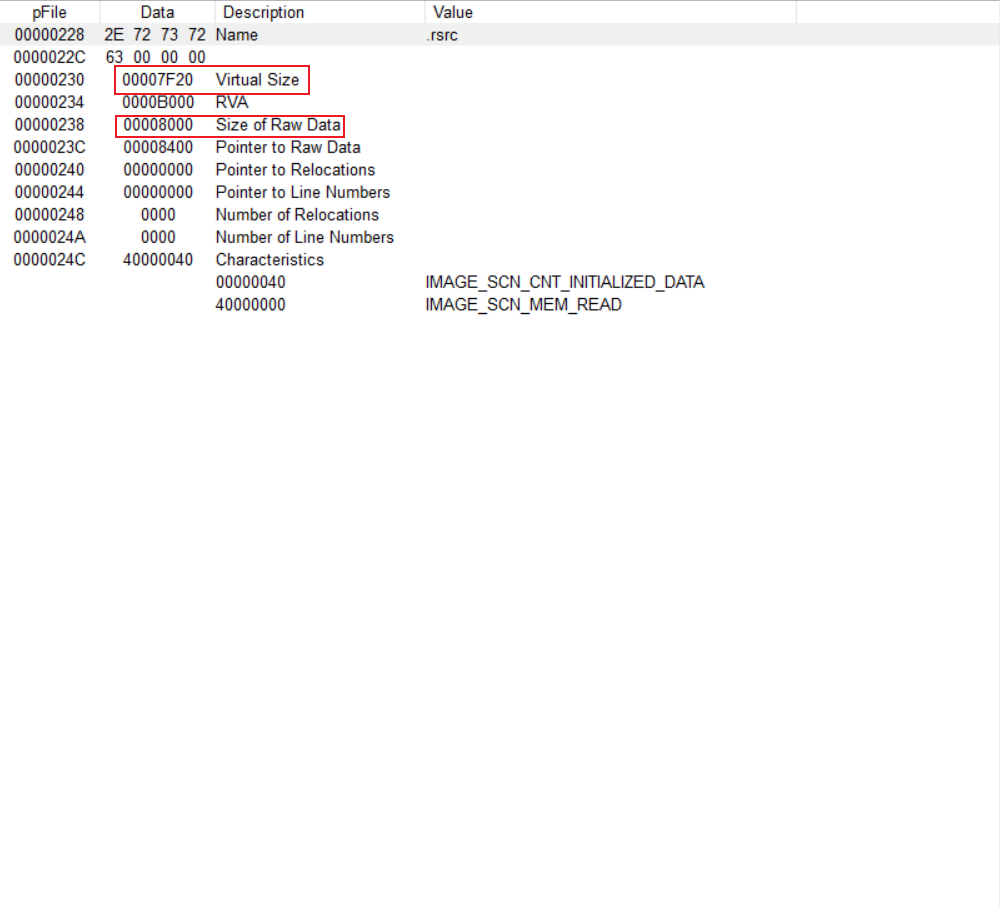 pFile Data Description Value
00000228 2E 72 73 72 Name .rsrc
0000022C 63 00 00 00
00000230 00007F20 Virtual Size
00000234 0000B000 RVA
00000238 00008000 Size of Raw Data
0000023C 00008400 Pointer to Raw Data
00000240 00000000 Pointer to Relocations
00000244 00000000 Pointer to Line Numbers
00000248 0000 Number of Relocations
0000024A 0000 Number of Line Numbers
0000024C 40000040 Characteristics
00000040 IMAGE_SCN_CNT_INITIALIZED_DATA
40000000 IMAGE_SCN_MEM_READ